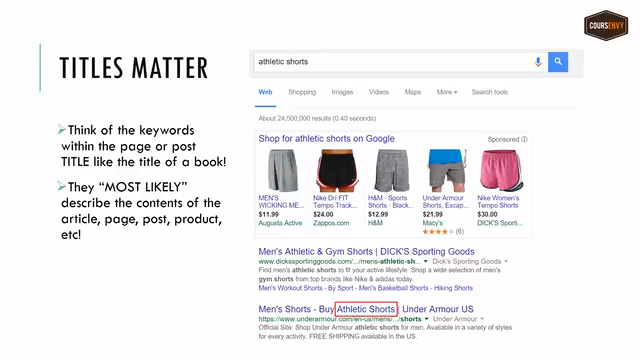 COURSENVY
TITLES MATTER
Think of the keywords
within the page or post
TITLE like the title of a book!
They “MOST LIKELY”
describe the contents of the
article, page, post, product,
etc!
athletic shorts
Web Shopping Images Videos Maps More Search tools
About 24,500,000 results (0.40 seconds)
Shop for athletic shorts on Google Sponsored
MEN'S
WICKING ME...
$11.99
Augusta Active
Nike Dri-FIT
Tempo Track...
$24.00
Zappos.com
H&M - Sports
Shorts - Black...
$12.99
H&M
Under Armour
Shorts, Escap...
$21.99
Macy's
(6)
Nike Women's
Tempo Shorts
$30.00
DICK'S Sporti...
Men's Athletic & Gym Shorts | DICK'S Sporting Goods
www.dickssportinggoods.com/.../mens-athletic-sh... Dick's Sporting Goods
Find men's athletic shorts to fit your active lifestyle. Shop a wide selection of men's
gym shorts from top brands like Nike & adidas today.
Men's Workout Shorts - By Sport - Men's Basketball Shorts - Hiking Shorts
Men's Shorts - Buy Athletic Shorts | Under Armour US
https://www.underarmour.com/en-us/mens/.../shorts Under Armour
Official Site: Shop Under Armour athletic shorts for men. Available in a variety of styles
for every activity. FREE SHIPPING available in the US.